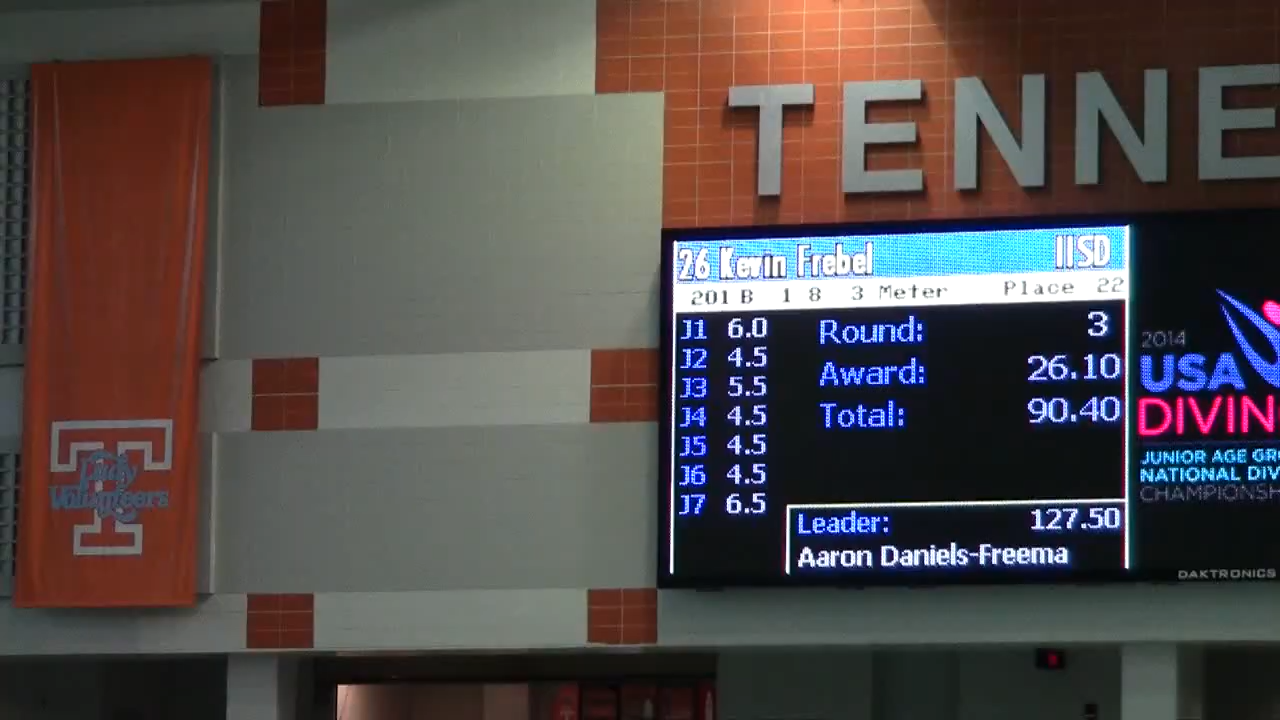 TENNE
26 Kevin Frebel IISD
201 B 1 8 3 Meter Place 22
J1 6.0 Round: 3
J2 4.5
J3 5.5 Award: 26.10
J4 4.5 Total: 90.40
J5 4.5
J6 4.5
J7 6.5
Leader: 127.50
Aaron Daniels-Freema
2014
USA
DIVIN
JUNIOR AGE GRO
NATIONAL DIV
CHAMPIONSH
DAKTRONICS
T
Lady
Volunteers